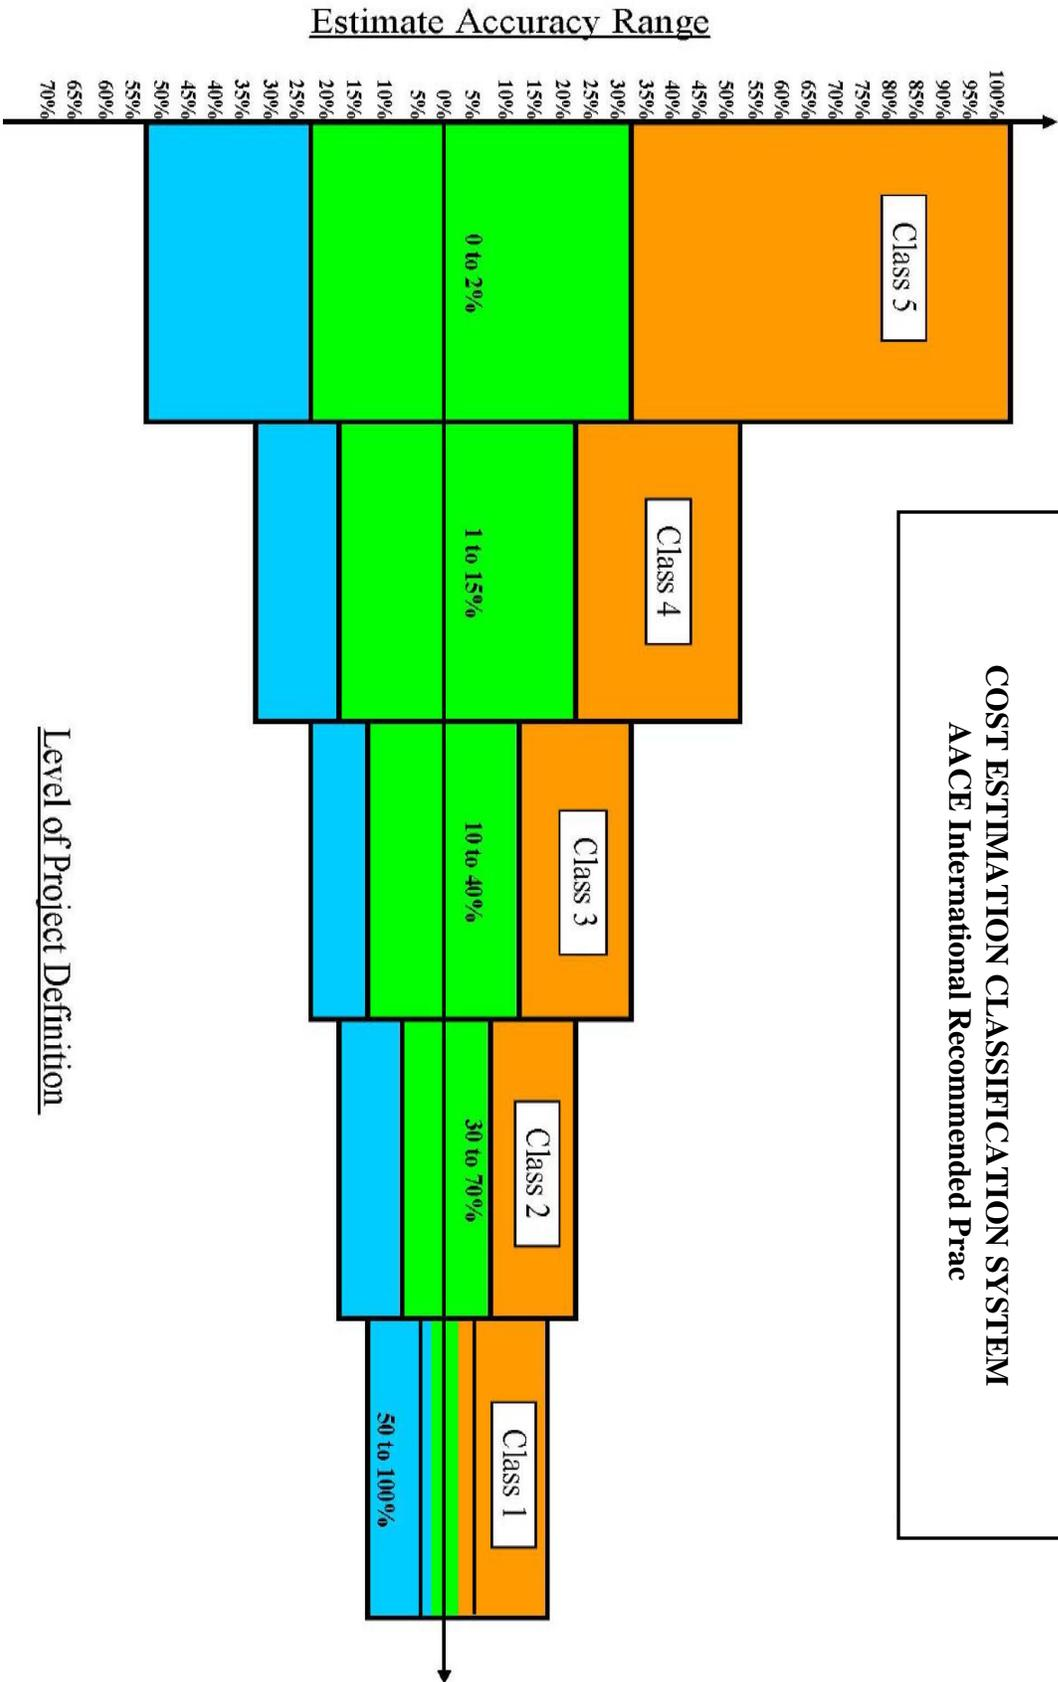 COST ESTIMATION CLASSIFICATION SYSTEM
AACE International Recommended Prac
Estimate Accuracy Range
100%
95%
90%
85%
80%
75%
70%
65%
60%
55%
50%
45%
40%
35%
30%
25%
20%
15%
10%
5%
0%
5%
10%
15%
20%
25%
30%
35%
40%
45%
50%
55%
60%
65%
70%
Class 5
0 to 2%
Class 4
1 to 15%
Class 3
10 to 40%
Class 2
30 to 70%
Class 1
50 to 100%
Level of Project Definition